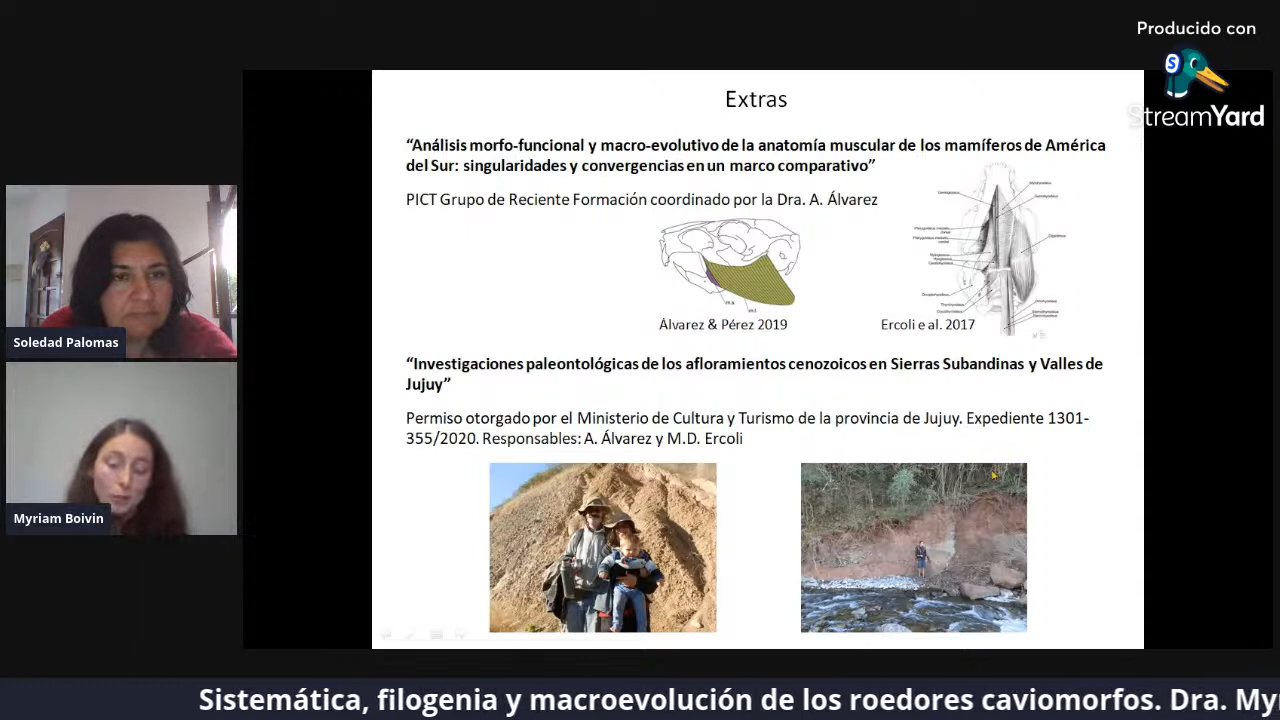 Producido con
StreamYard
Extras
“Análisis morfo-funcional y macro-evolutivo de la anatomía muscular de los mamíferos de América
del Sur: singularidades y convergencias en un marco comparativo”
PICT Grupo de Reciente Formación coordinado por la Dra. A. Álvarez
Álvarez & Pérez 2019
Ercoli e al. 2017
“Investigaciones paleontológicas de los afloramientos cenozoicos en Sierras Subandinas y Valles de
Jujuy”
Permiso otorgado por el Ministerio de Cultura y Turismo de la provincia de Jujuy. Expediente 1301-
355/2020. Responsables: A. Álvarez y M.D. Ercoli
Soledad Palomas
Myriam Boivin
Sistemática, filogenia y macroevolución de los roedores caviomorfos. Dra. My